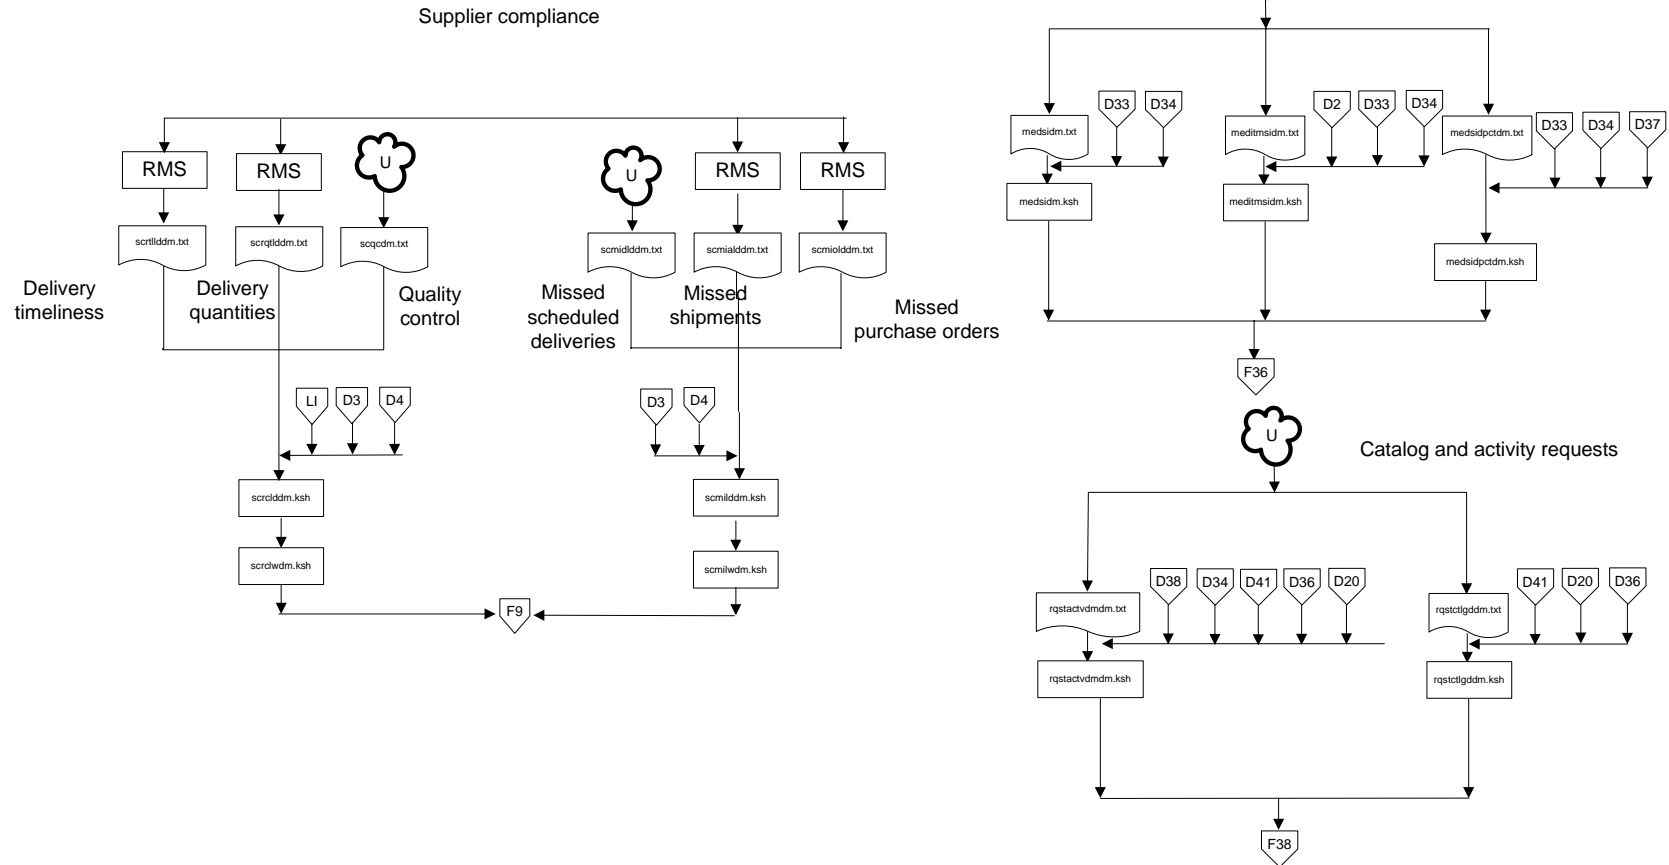 Supplier compliance
RMS
RMS
U
U
RMS
RMS
scrtllddm.txt
scrqtlddm.txt
scqcdm.txt
scmidlddm.txt
scmialddm.txt
scmiolddm.txt
Delivery
timeliness
Delivery
quantities
Quality
control
Missed
scheduled
deliveries
Missed
shipments
Missed
purchase orders
LI
D3
D4
D3
D4
scrclddm.ksh
scmilddm.ksh
scrclwdm.ksh
scmilwdm.ksh
F9
D33
D34
D2
D33
D34
D33
D34
D37
medsidm.txt
meditmsidm.txt
medsidpctdm.txt
medsidm.ksh
meditmsidm.ksh
medsidpctdm.ksh
F36
U
Catalog and activity requests
D38
D34
D41
D36
D20
D41
D20
D36
rqstactvdmdm.txt
rqstctlgddm.txt
rqstactvdmdm.ksh
rqstctlgddm.ksh
F38